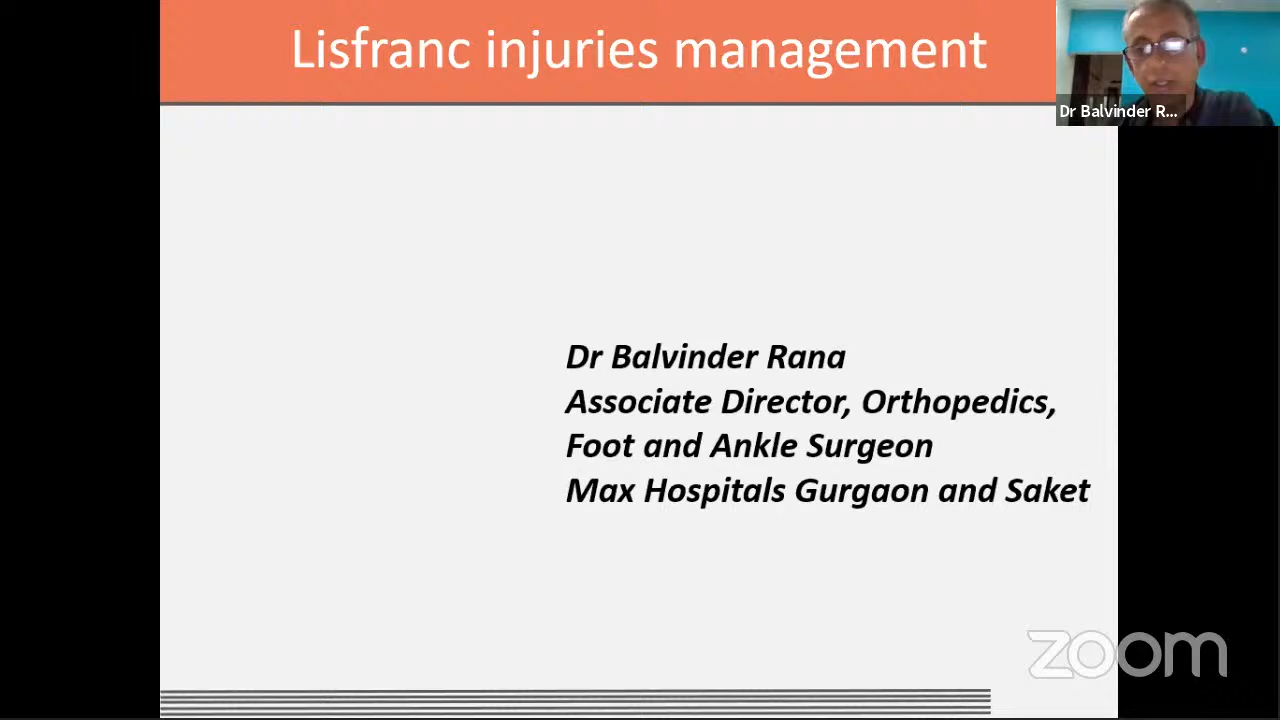 Lisfranc injuries management
Dr Balvinder R...
Dr Balvinder Rana
Associate Director, Orthopedics,
Foot and Ankle Surgeon
Max Hospitals Gurgaon and Saket
zoom